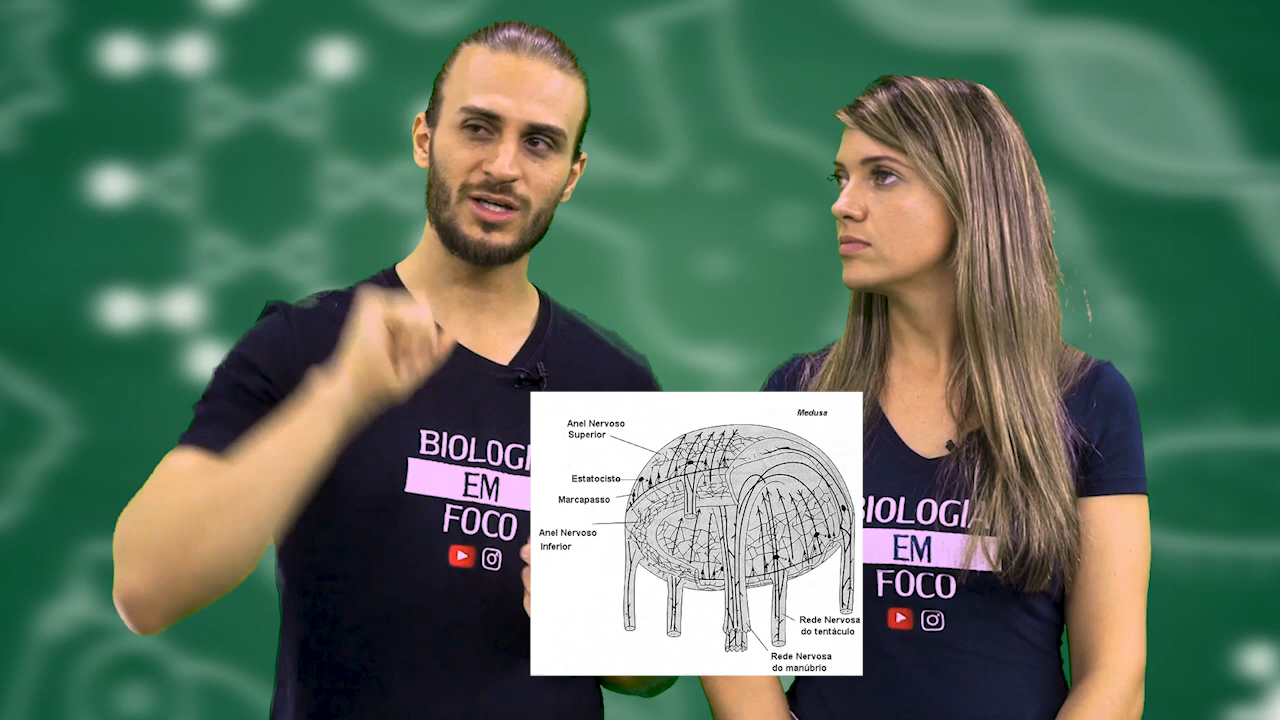 BIOLOGI
EM
FOCO
Medusa
Anel Nervoso
Superior
Estatocisto
Marcapasso
Anel Nervoso
Inferior
Rede Nervosa
do tentáculo
Rede Nervosa
do manúbrio
BIOLOGIA
EM
FOCO